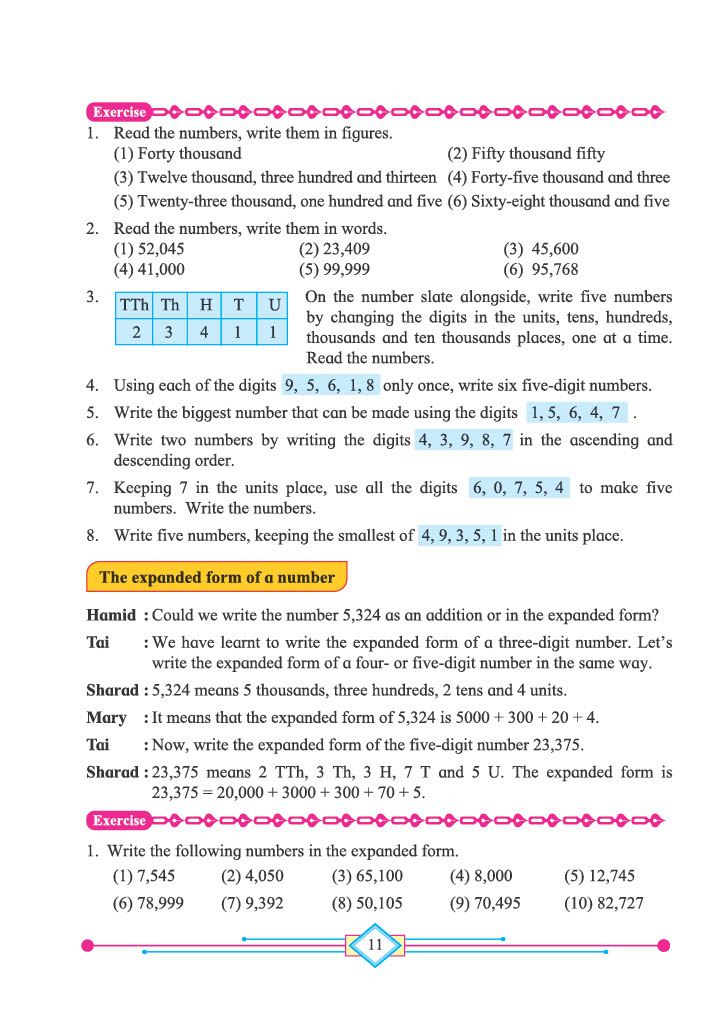 Exercise
1. Read the numbers, write them in figures.
(1) Forty thousand (2) Fifty thousand fifty
(3) Twelve thousand, three hundred and thirteen (4) Forty-five thousand and three
(5) Twenty-three thousand, one hundred and five (6) Sixty-eight thousand and five
2. Read the numbers, write them in words.
(1) 52,045 (2) 23,409 (3) 45,600
(4) 41,000 (5) 99,999 (6) 95,768
3. TTh Th H T U
2 3 4 1 1
On the number slate alongside, write five numbers
by changing the digits in the units, tens, hundreds,
thousands and ten thousands places, one at a time.
Read the numbers.
4. Using each of the digits 9, 5, 6, 1, 8 only once, write six five-digit numbers.
5. Write the biggest number that can be made using the digits 1, 5, 6, 4, 7 .
6. Write two numbers by writing the digits 4, 3, 9, 8, 7 in the ascending and
descending order.
7. Keeping 7 in the units place, use all the digits 6, 0, 7, 5, 4 to make five
numbers. Write the numbers.
8. Write five numbers, keeping the smallest of 4, 9, 3, 5, 1 in the units place.
The expanded form of a number
Hamid : Could we write the number 5,324 as an addition or in the expanded form?
Tai : We have learnt to write the expanded form of a three-digit number. Let's
write the expanded form of a four- or five-digit number in the same way.
Sharad : 5,324 means 5 thousands, three hundreds, 2 tens and 4 units.
Mary : It means that the expanded form of 5,324 is 5000 + 300 + 20 + 4.
Tai : Now, write the expanded form of the five-digit number 23,375.
Sharad : 23,375 means 2 TTh, 3 Th, 3 H, 7 T and 5 U. The expanded form is
23,375 = 20,000 + 3000 + 300 + 70 + 5.
Exercise
1. Write the following numbers in the expanded form.
(1) 7,545 (2) 4,050 (3) 65,100 (4) 8,000 (5) 12,745
(6) 78,999 (7) 9,392 (8) 50,105 (9) 70,495 (10) 82,727
11